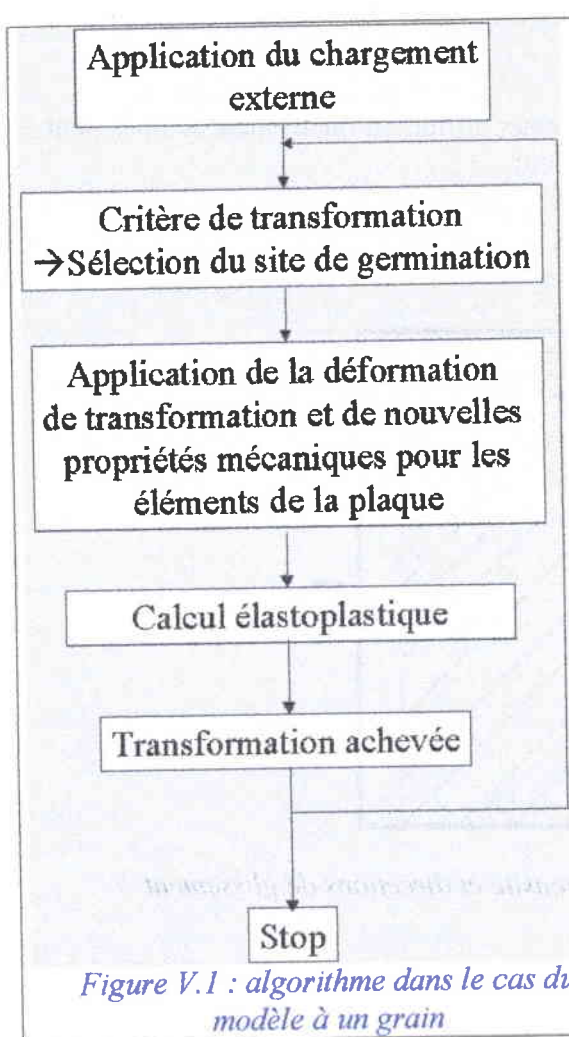 Application du chargement
externe
Critère de transformation
→Sélection du site de germination
Application de la déformation
de transformation et de nouvelles
propriétés mécaniques pour les
éléments de la plaque
Calcul élastoplastique
Transformation achevée
Stop
Figure V.1 : algorithme dans le cas du
modèle à un grain